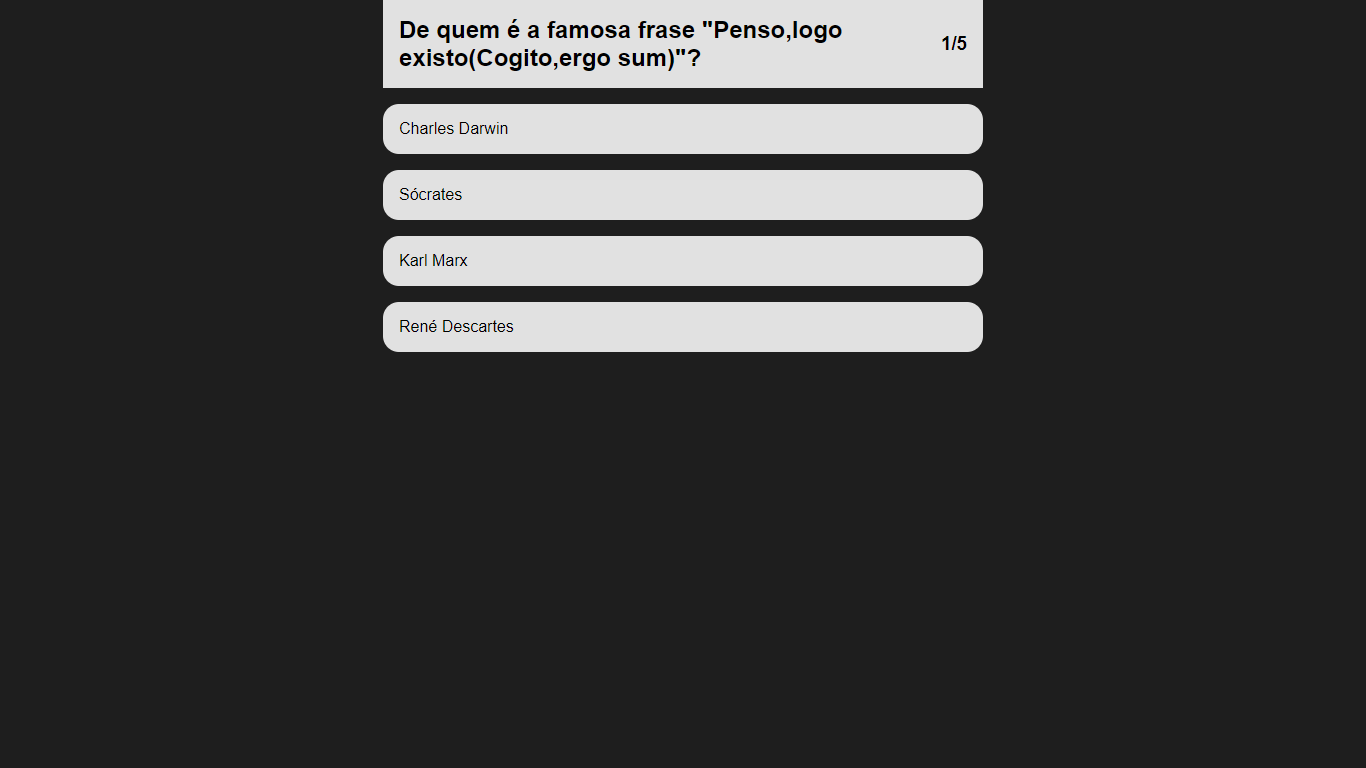 De quem é a famosa frase "Penso,logo
existo(Cogito,ergo sum)"?
1/5
Charles Darwin
Sócrates
Karl Marx
René Descartes